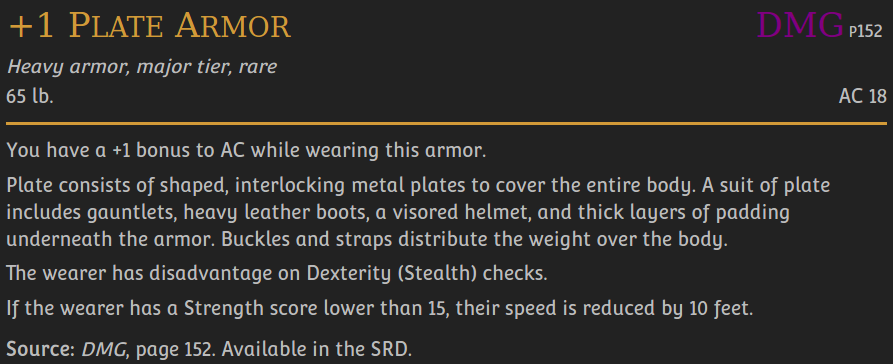 +1 Plate Armor DMG p152
Heavy armor, major tier, rare
65 lb. AC 18
You have a +1 bonus to AC while wearing this armor.
Plate consists of shaped, interlocking metal plates to cover the entire body. A suit of plate
includes gauntlets, heavy leather boots, a visored helmet, and thick layers of padding
underneath the armor. Buckles and straps distribute the weight over the body.
The wearer has disadvantage on Dexterity (Stealth) checks.
If the wearer has a Strength score lower than 15, their speed is reduced by 10 feet.
Source: DMG, page 152. Available in the SRD.